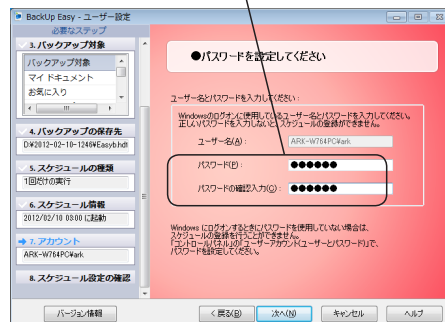 BackUp Easy - ユーザー設定
必要なステップ
3. バックアップ対象
バックアップ対象
マイ ドキュメント
お気に入り
4. バックアップの保存先
D:¥2012-02-10-1246¥Easyb.hdt
5. スケジュールの種類
1回だけの実行
6. スケジュール情報
2012/02/10 03:00 に起動
7. アカウント
ARK-W764PC¥ark
8. スケジュール設定の確認
●パスワードを設定してください
ユーザー名とパスワードを入力してください:
Windowsのログオンに使用しているユーザー名とパスワードを入力してください。
正しいパスワードを入力しないと、スケジュールの登録ができません。
ユーザー名(A):
ARK-W764PC¥ark
パスワード(P):
●●●●●●
パスワードの確認入力(C):
●●●●●●
Windows にログオンするときにパスワードを使用していない場合は、
スケジュールの登録を行うことができません。
「コントロールパネル」の「ユーザーアカウント(ユーザーとパスワード)」で、
パスワードを設定してください。
バージョン情報
< 戻る(B)
次へ(N)
キャンセル
ヘルプ